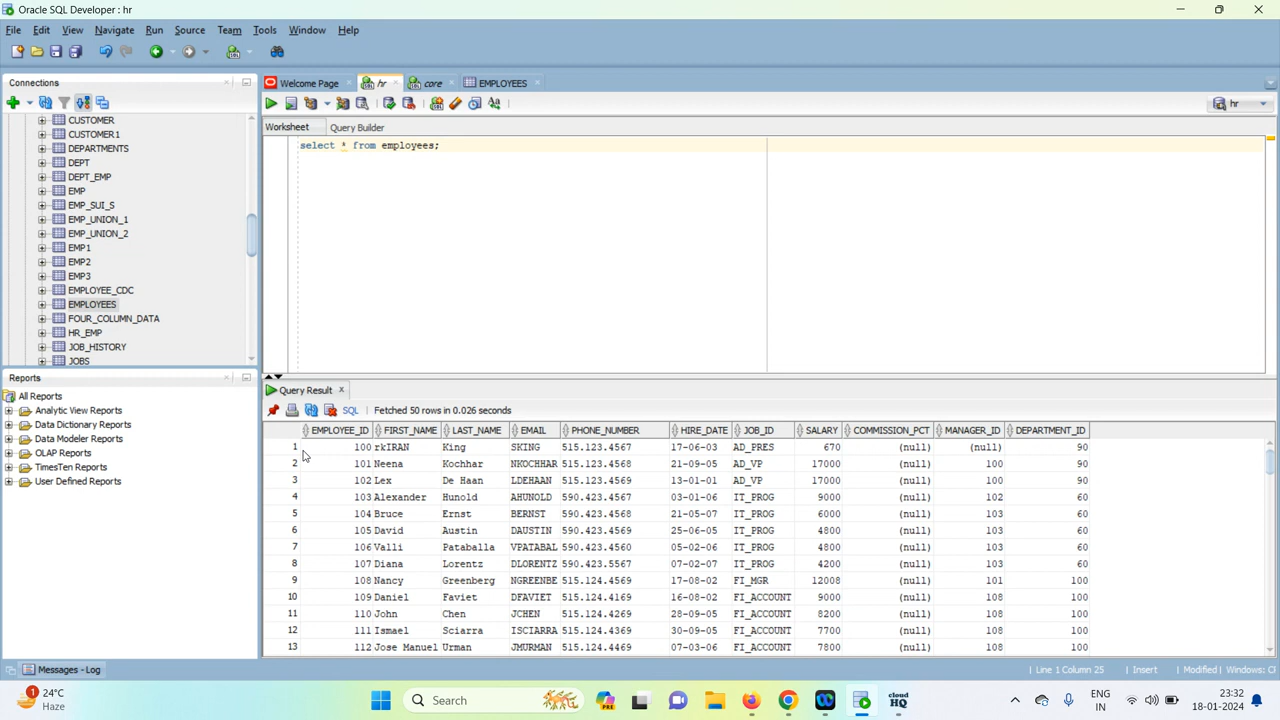 Oracle SQL Developer : hr
File Edit View Navigate Run Source Team Tools Window Help
Connections
CUSTOMER
CUSTOMER1
DEPARTMENTS
DEPT
DEPT_EMP
EMP
EMP_SUI_S
EMP_UNION_1
EMP_UNION_2
EMP1
EMP2
EMP3
EMPLOYEE_CDC
EMPLOYEES
FOUR_COLUMN_DATA
HR_EMP
JOB_HISTORY
JOBS
Reports
All Reports
Analytic View Reports
Data Dictionary Reports
Data Modeler Reports
OLAP Reports
TimesTen Reports
User Defined Reports
Messages - Log
Welcome Page hr core EMPLOYEES
hr
Worksheet Query Builder
select * from employees;
Query Result
SQL Fetched 50 rows in 0.026 seconds
EMPLOYEE_ID FIRST_NAME LAST_NAME EMAIL PHONE_NUMBER HIRE_DATE JOB_ID SALARY COMMISSION_PCT MANAGER_ID DEPARTMENT_ID
1 100 rkIRAN King SKING 515.123.4567 17-06-03 AD_PRES 670 (null) (null) 90
2 101 Neena Kochhar NKOCHHAR 515.123.4568 21-09-05 AD_VP 17000 (null) 100 90
3 102 Lex De Haan LDEHAAN 515.123.4569 13-01-01 AD_VP 17000 (null) 100 90
4 103 Alexander Hunold AHUNOLD 590.423.4567 03-01-06 IT_PROG 9000 (null) 102 60
5 104 Bruce Ernst BERNST 590.423.4568 21-05-07 IT_PROG 6000 (null) 103 60
6 105 David Austin DAUSTIN 590.423.4569 25-06-05 IT_PROG 4800 (null) 103 60
7 106 Valli Pataballa VPATABAL 590.423.4560 05-02-06 IT_PROG 4800 (null) 103 60
8 107 Diana Lorentz DLORENTZ 590.423.5567 07-02-07 IT_PROG 4200 (null) 103 60
9 108 Nancy Greenberg NGREENBE 515.124.4569 17-08-02 FI_MGR 12008 (null) 101 100
10 109 Daniel Faviet DFAVIET 515.124.4169 16-08-02 FI_ACCOUNT 9000 (null) 108 100
11 110 John Chen JCHEN 515.124.4269 28-09-05 FI_ACCOUNT 8200 (null) 108 100
12 111 Ismael Sciarra ISCIARRA 515.124.4369 30-09-05 FI_ACCOUNT 7700 (null) 108 100
13 112 Jose Manuel Urman JMURMAN 515.124.4469 07-03-06 FI_ACCOUNT 7800 (null) 108 100
Line 1 Column 25 Insert Modified Windows: Cl
1
24°C
Haze
Search
PRE
cloud
HQ
ENG
IN
23:32
18-01-2024